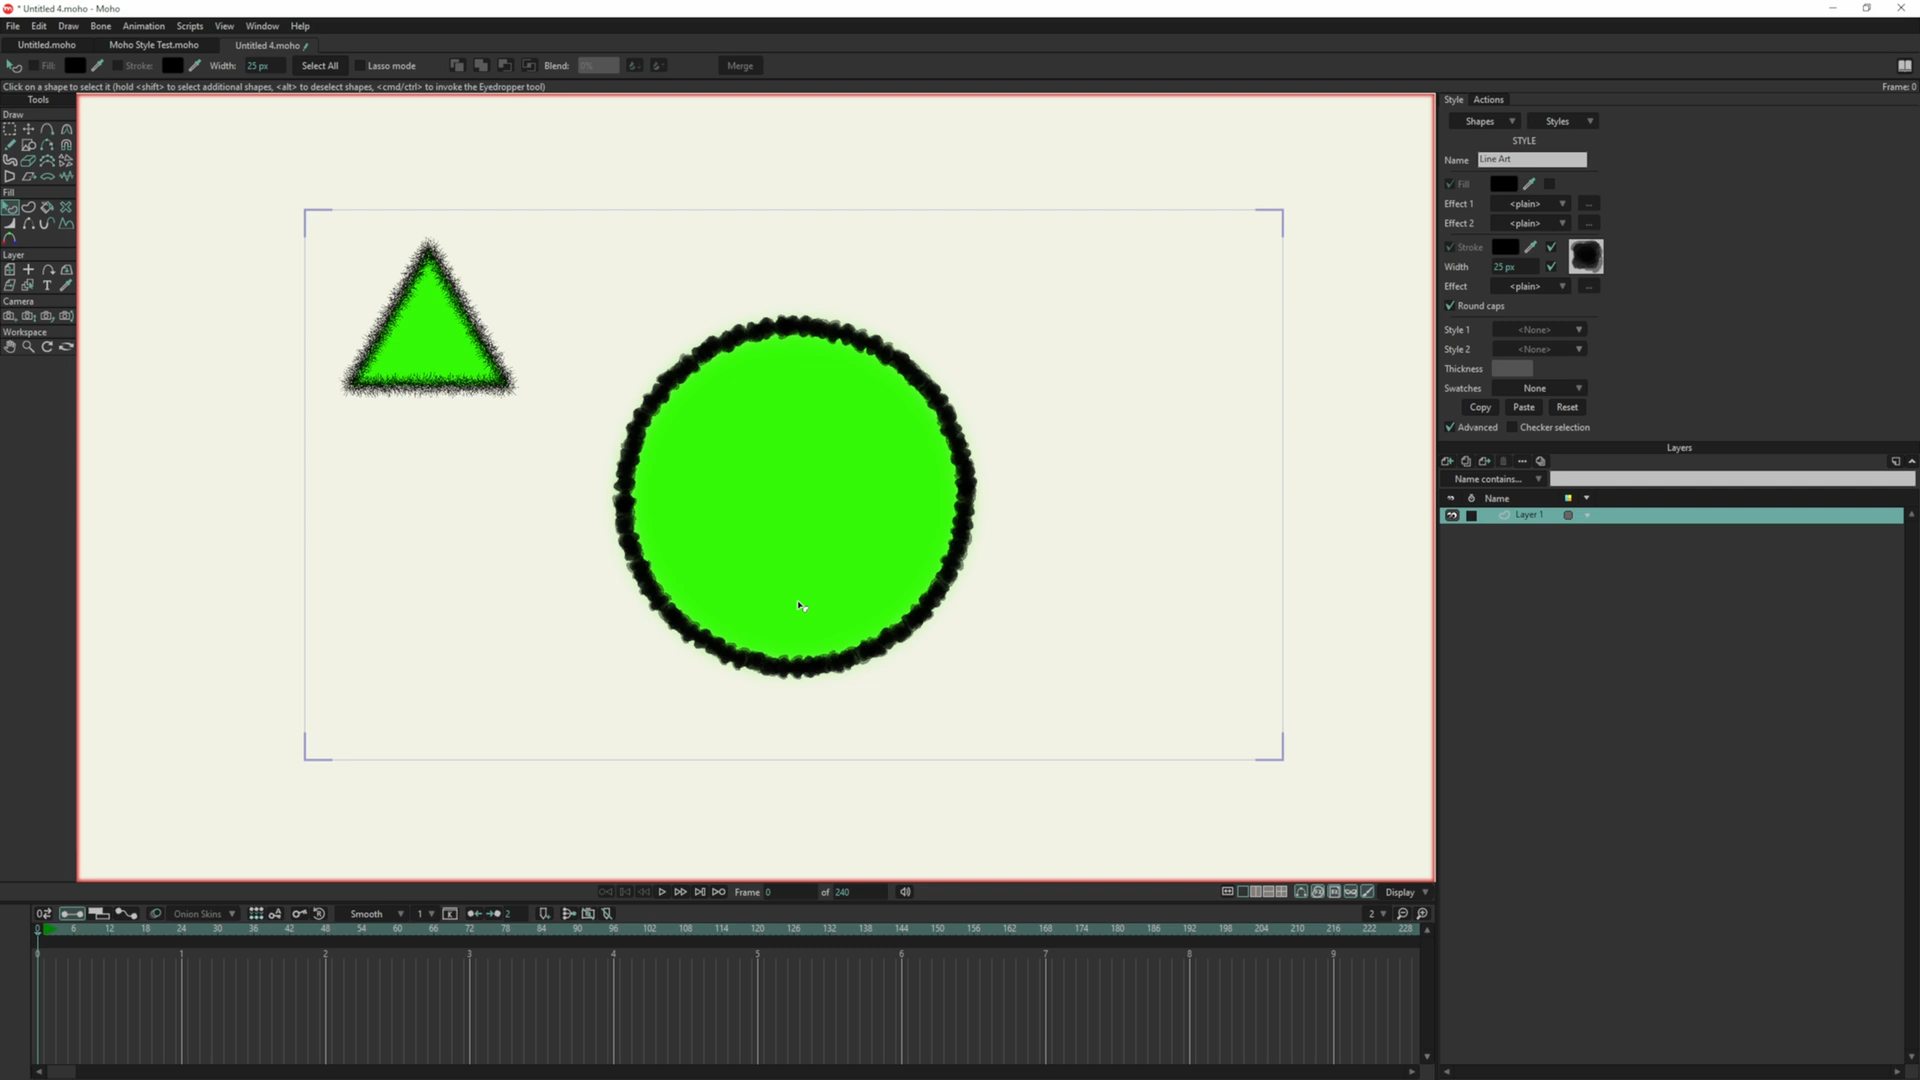 * Untitled 4.moho - Moho
File Edit Draw Bone Animation Scripts View Window Help
Untitled.moho Moho Style Test.moho Untitled 4.moho
Fill: Stroke: Width: 25 px Select All Lasso mode Blend: 0% Merge
Click on a shape to select it (hold <shift> to select additional shapes, <alt> to deselect shapes, <cmd/ctrl> to invoke the Eyedropper tool) Frame: 0
Tools
Draw
Fill
Layer
T
Camera
Workspace
Style Actions
Shapes Styles
STYLE
Name Line Art
Fill
Effect 1 <plain> ...
Effect 2 <plain> ...
Stroke
Width 25 px
Effect <plain> ...
Round caps
Style 1 <None>
Style 2 <None>
Thickness
Swatches None
Copy Paste Reset
Advanced Checker selection
Layers
Name contains...
Name
Layer 1
Frame 0 of 240 Display
Onion Skins Smooth 1 2 2
0 6 12 18 24 30 36 42 48 54 60 66 72 78 84 90 96 102 108 114 120 126 132 138 144 150 156 162 168 174 180 186 192 198 204 210 216 222 228
0 1 2 3 4 5 6 7 8 9